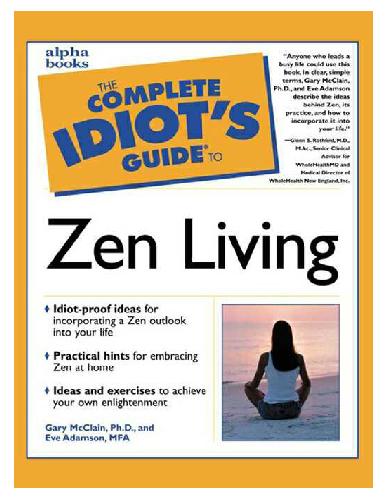 alpha
books
THE
COMPLETE
IDIOT'S
GUIDE® TO
"Anyone who leads a
busy life could use this
book. In clear, simple
terms, Gary McClain,
Ph.D., and Eve Adamson
describe the ideas
behind Zen, its
practice, and how to
incorporate it into
your life!"
—Glenn S. Rothfeld, M.D.,
M.Ac., Senior Clinical
Advisor for
WholeHealthMD and
Medical Director of
WholeHealth New England, Inc.
Zen Living
♦ Idiot-proof ideas for
incorporating a Zen outlook
into your life
♦ Practical hints for embracing
Zen at home
♦ Ideas and exercises to achieve
your own enlightenment
Gary McClain, Ph.D., and
Eve Adamson, MFA